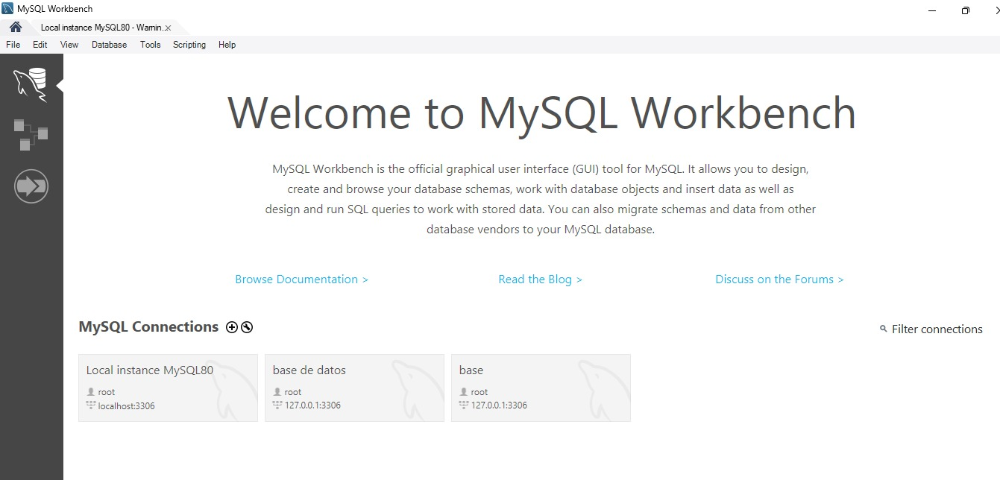 MySQL Workbench
Local instance MySQL80 - Warnin...
File Edit View Database Tools Scripting Help
Welcome to MySQL Workbench
MySQL Workbench is the official graphical user interface (GUI) tool for MySQL. It allows you to design,
create and browse your database schemas, work with database objects and insert data as well as
design and run SQL queries to work with stored data. You can also migrate schemas and data from other
database vendors to your MySQL database.
Browse Documentation >
Read the Blog >
Discuss on the Forums >
MySQL Connections
Filter connections
Local instance MySQL80
root
localhost:3306
base de datos
root
127.0.0.1:3306
base
root
127.0.0.1:3306